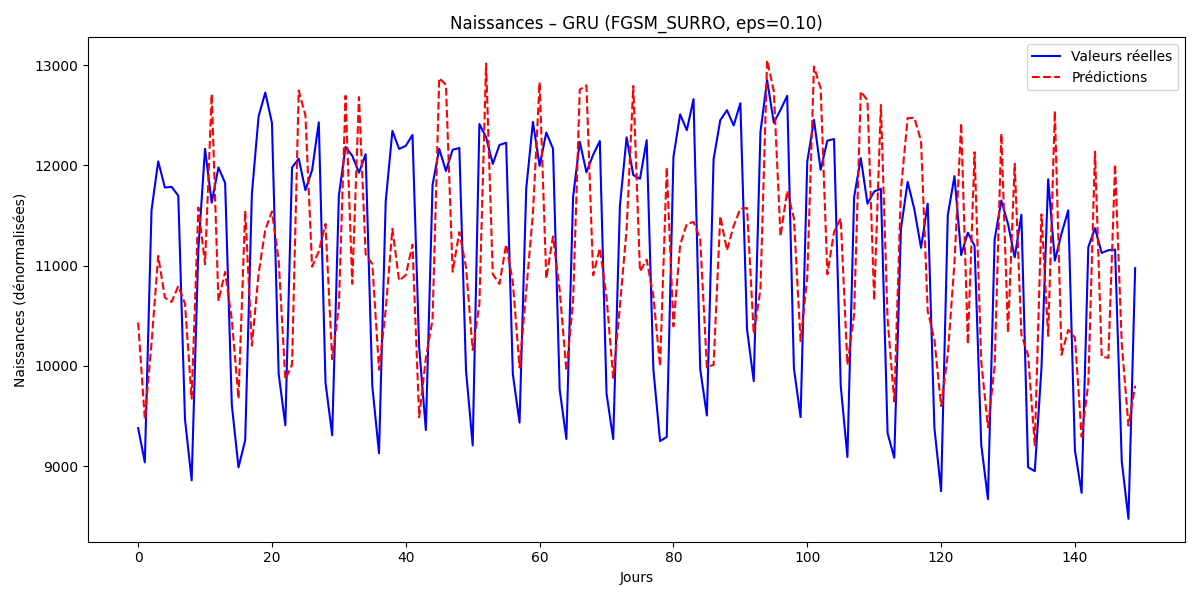 Naissances – GRU (FGSM_SURRO, eps=0.10)
Valeurs réelles
Prédictions
Naissances (dénormalisées)
13000
12000
11000
10000
9000
0 20 40 60 80 100 120 140
Jours